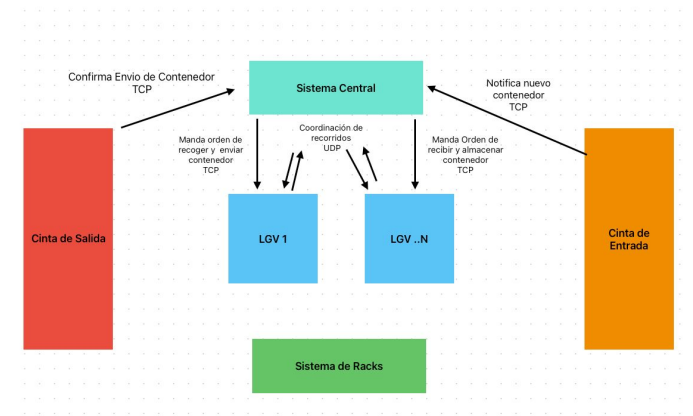 Confirma Envio de Contenedor
TCP
Sistema Central
Notifica nuevo
contenedor
TCP
Manda orden de
recoger y enviar
contenedor
TCP
Coordinación de
recorridos
UDP
Manda Orden de
recibir y almacenar
contenedor
TCP
Cinta de Salida
LGV 1
LGV ..N
Cinta de
Entrada
Sistema de Racks